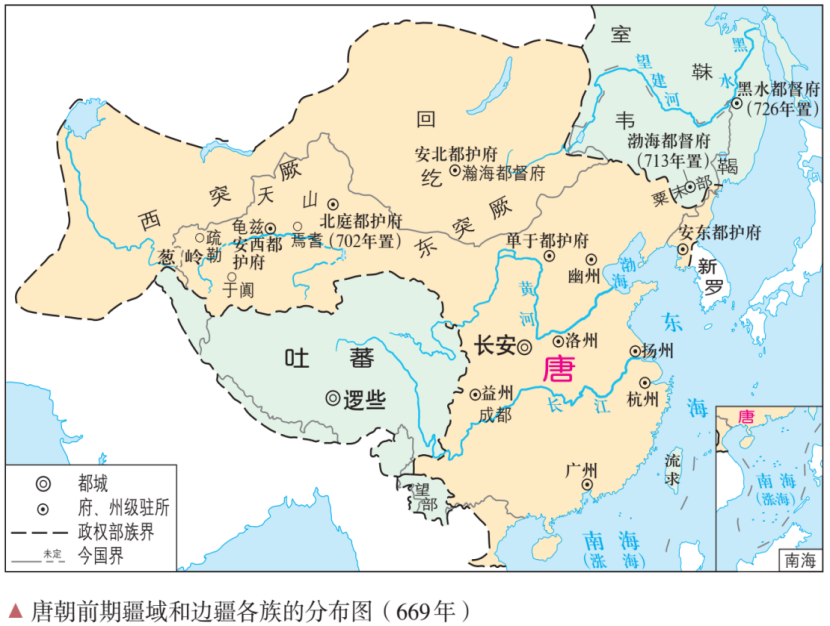 室
韦
靺
鞨
黑
水
望
建
河
黑水都督府
(726年置)
渤海都督府
(713年置)
粟末部
回
纥
安北都护府
瀚海都督府
西突厥
天山
东突厥
北庭都护府
(702年置)
龟兹
安西都
护府
焉耆
疏
勒
葱岭
于阗
单于都护府
幽州
安东都护府
新
罗
渤
海
黄
河
长安
洛州
唐
扬州
杭州
益州
成都
长江
吐蕃
逻些
东
海
广州
流
求
望
部
南海
(涨海)
唐
南海
(涨海)
南海
都城
府、州级驻所
政权部族界
未定
今国界
▲ 唐朝前期疆域和边疆各族的分布图(669年)